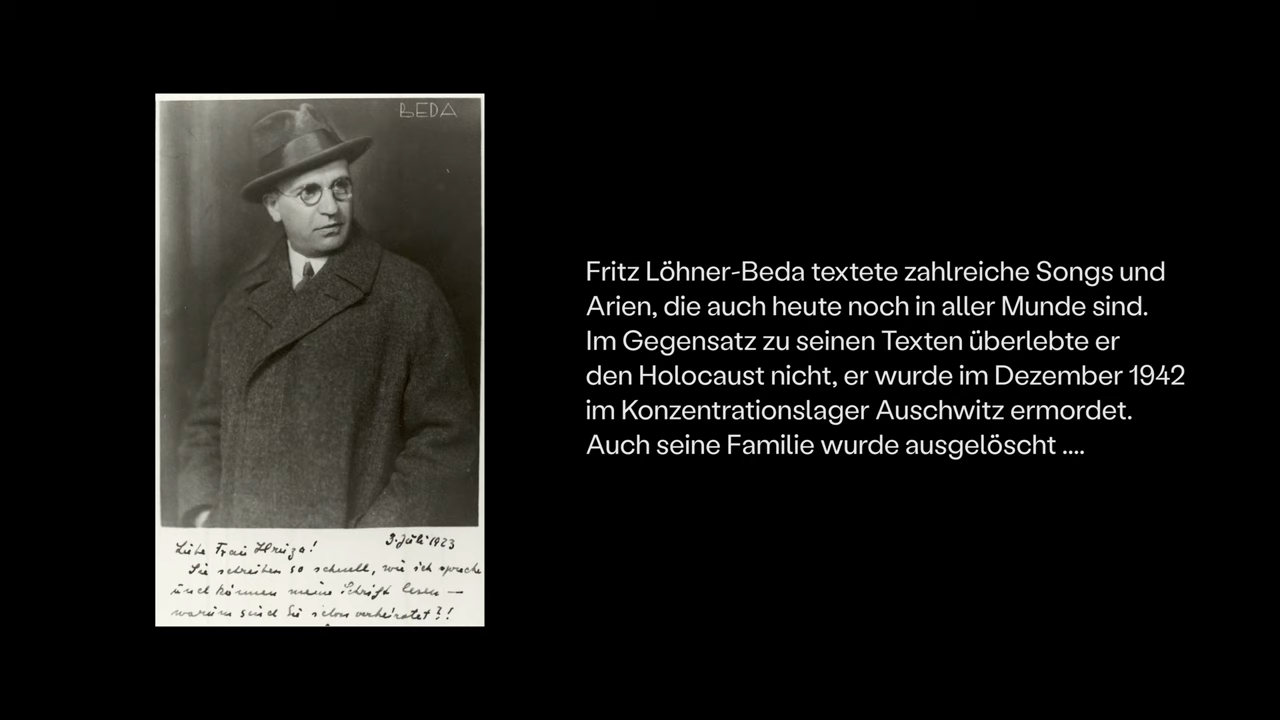 BEDA
Liebe Frau Hruza!
3. Juli 1923
Sie schreiben so schnell, wie ich spreche
und können meine Schrift lesen —
warum sind Sie schon verheiratet?!
Fritz Löhner-Beda textete zahlreiche Songs und
Arien, die auch heute noch in aller Munde sind.
Im Gegensatz zu seinen Texten überlebte er
den Holocaust nicht, er wurde im Dezember 1942
im Konzentrationslager Auschwitz ermordet.
Auch seine Familie wurde ausgelöscht ....